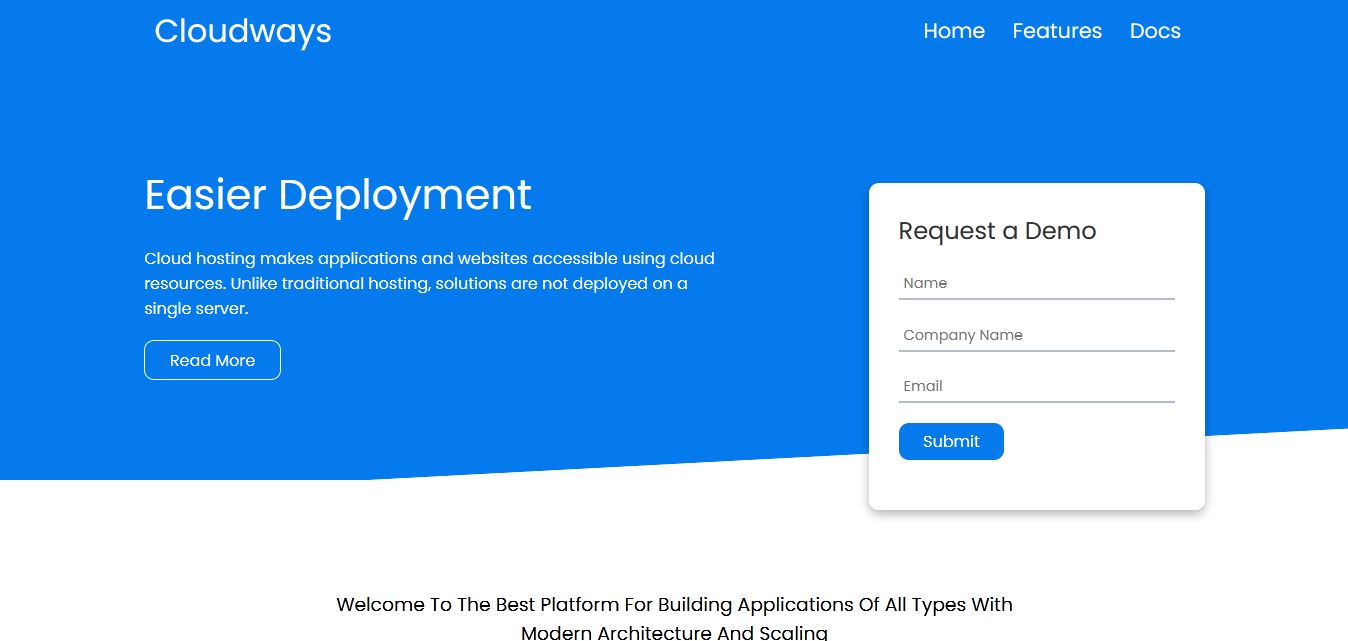 Cloudways
Home Features Docs
Easier Deployment
Cloud hosting makes applications and websites accessible using cloud
resources. Unlike traditional hosting, solutions are not deployed on a
single server.
Read More
Request a Demo
Name
Company Name
Email
Submit
Welcome To The Best Platform For Building Applications Of All Types With
Modern Architecture And Scaling